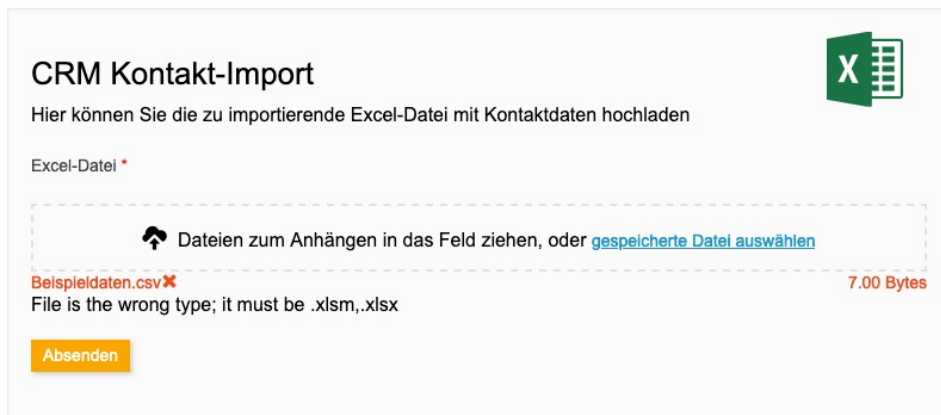 CRM Kontakt-Import
X
Hier können Sie die zu importierende Excel-Datei mit Kontaktdaten hochladen
Excel-Datei *
Dateien zum Anhängen in das Feld ziehen, oder gespeicherte Datei auswählen
Beispieldaten.csv✖ 7.00 Bytes
File is the wrong type; it must be .xlsm,.xlsx
Absenden